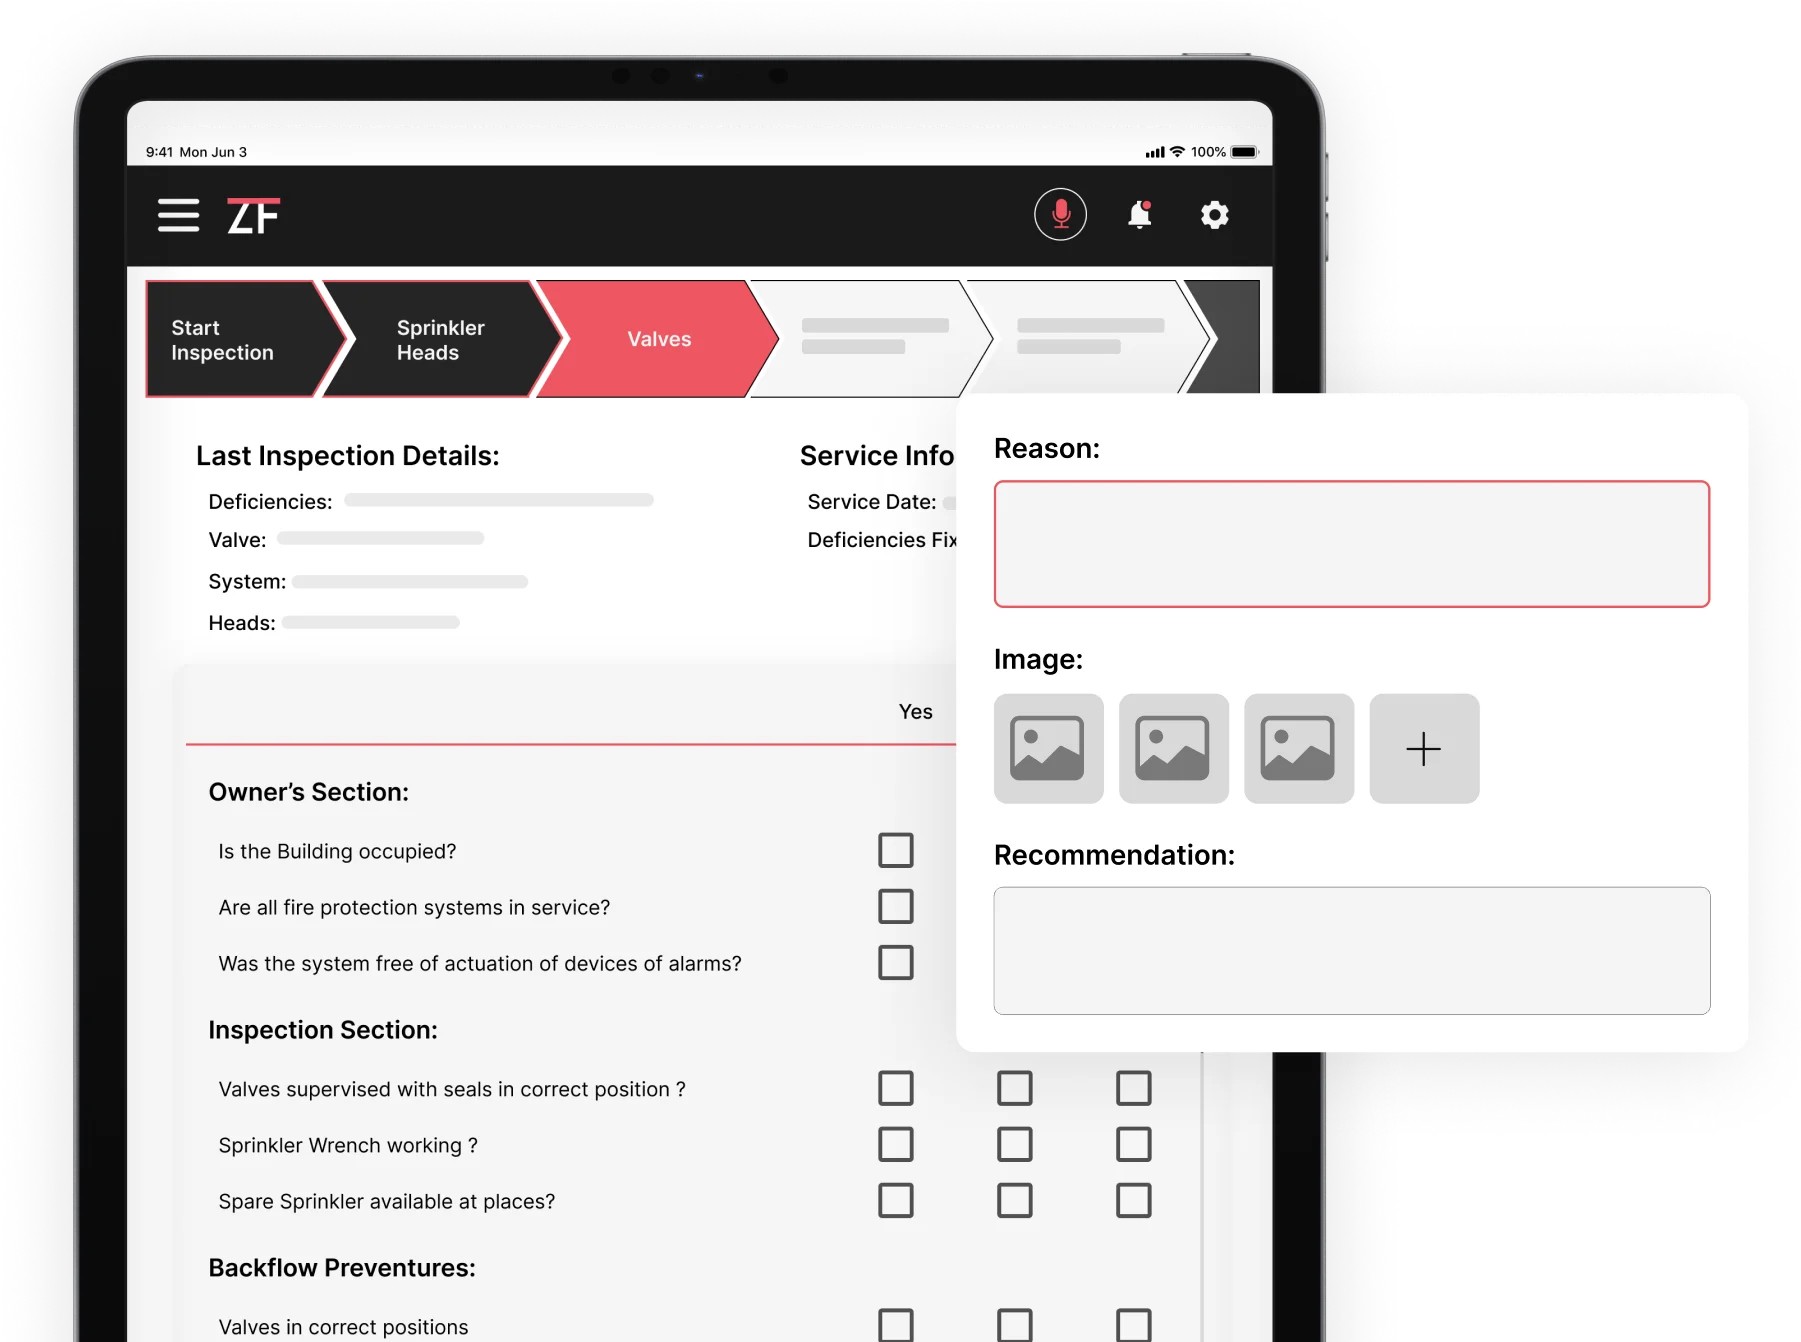 9:41 Mon Jun 3
100%
ZF
Start
Inspection
Sprinkler
Heads
Valves
Last Inspection Details:
Deficiencies:
Valve:
System:
Heads:
Service Info
Service Date:
Deficiencies Fix
Reason:
Image:
Recommendation:
Yes
Owner’s Section:
Is the Building occupied?
Are all fire protection systems in service?
Was the system free of actuation of devices of alarms?
Inspection Section:
Valves supervised with seals in correct position ?
Sprinkler Wrench working ?
Spare Sprinkler available at places?
Backflow Preventures:
Valves in correct positions